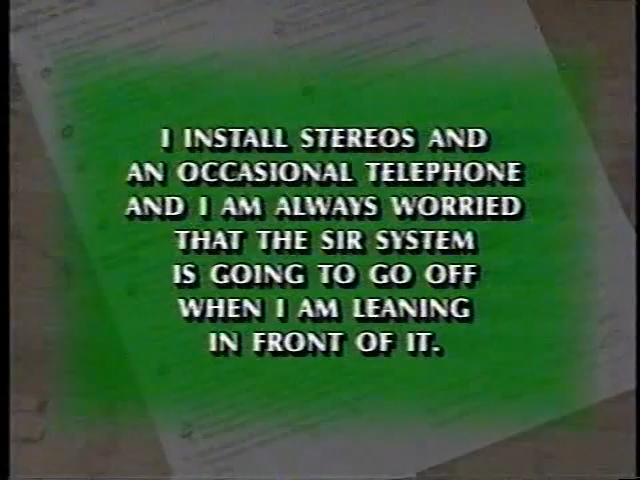 I INSTALL STEREOS AND
AN OCCASIONAL TELEPHONE
AND I AM ALWAYS WORRIED
THAT THE SIR SYSTEM
IS GOING TO GO OFF
WHEN I AM LEANING
IN FRONT OF IT.